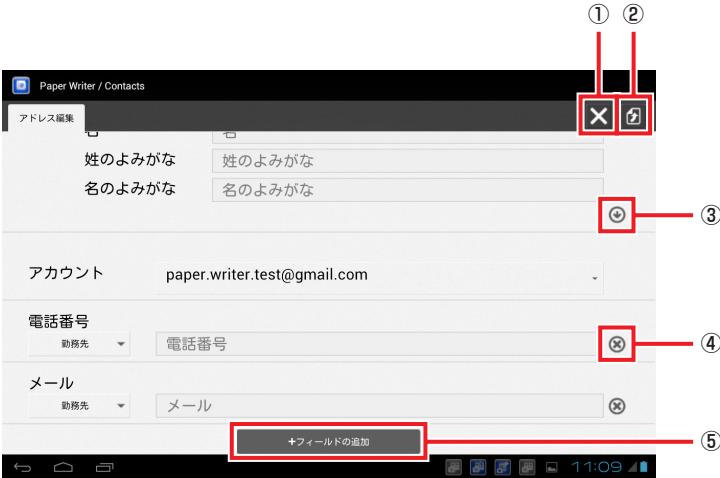 ① ②
Paper Writer / Contacts
アドレス編集
名 名
姓のよみがな 姓のよみがな
名のよみがな 名のよみがな
③
アカウント paper.writer.test@gmail.com
電話番号
勤務先 電話番号 ④
メール
勤務先 メール
+フィールドの追加 ⑤
11:09